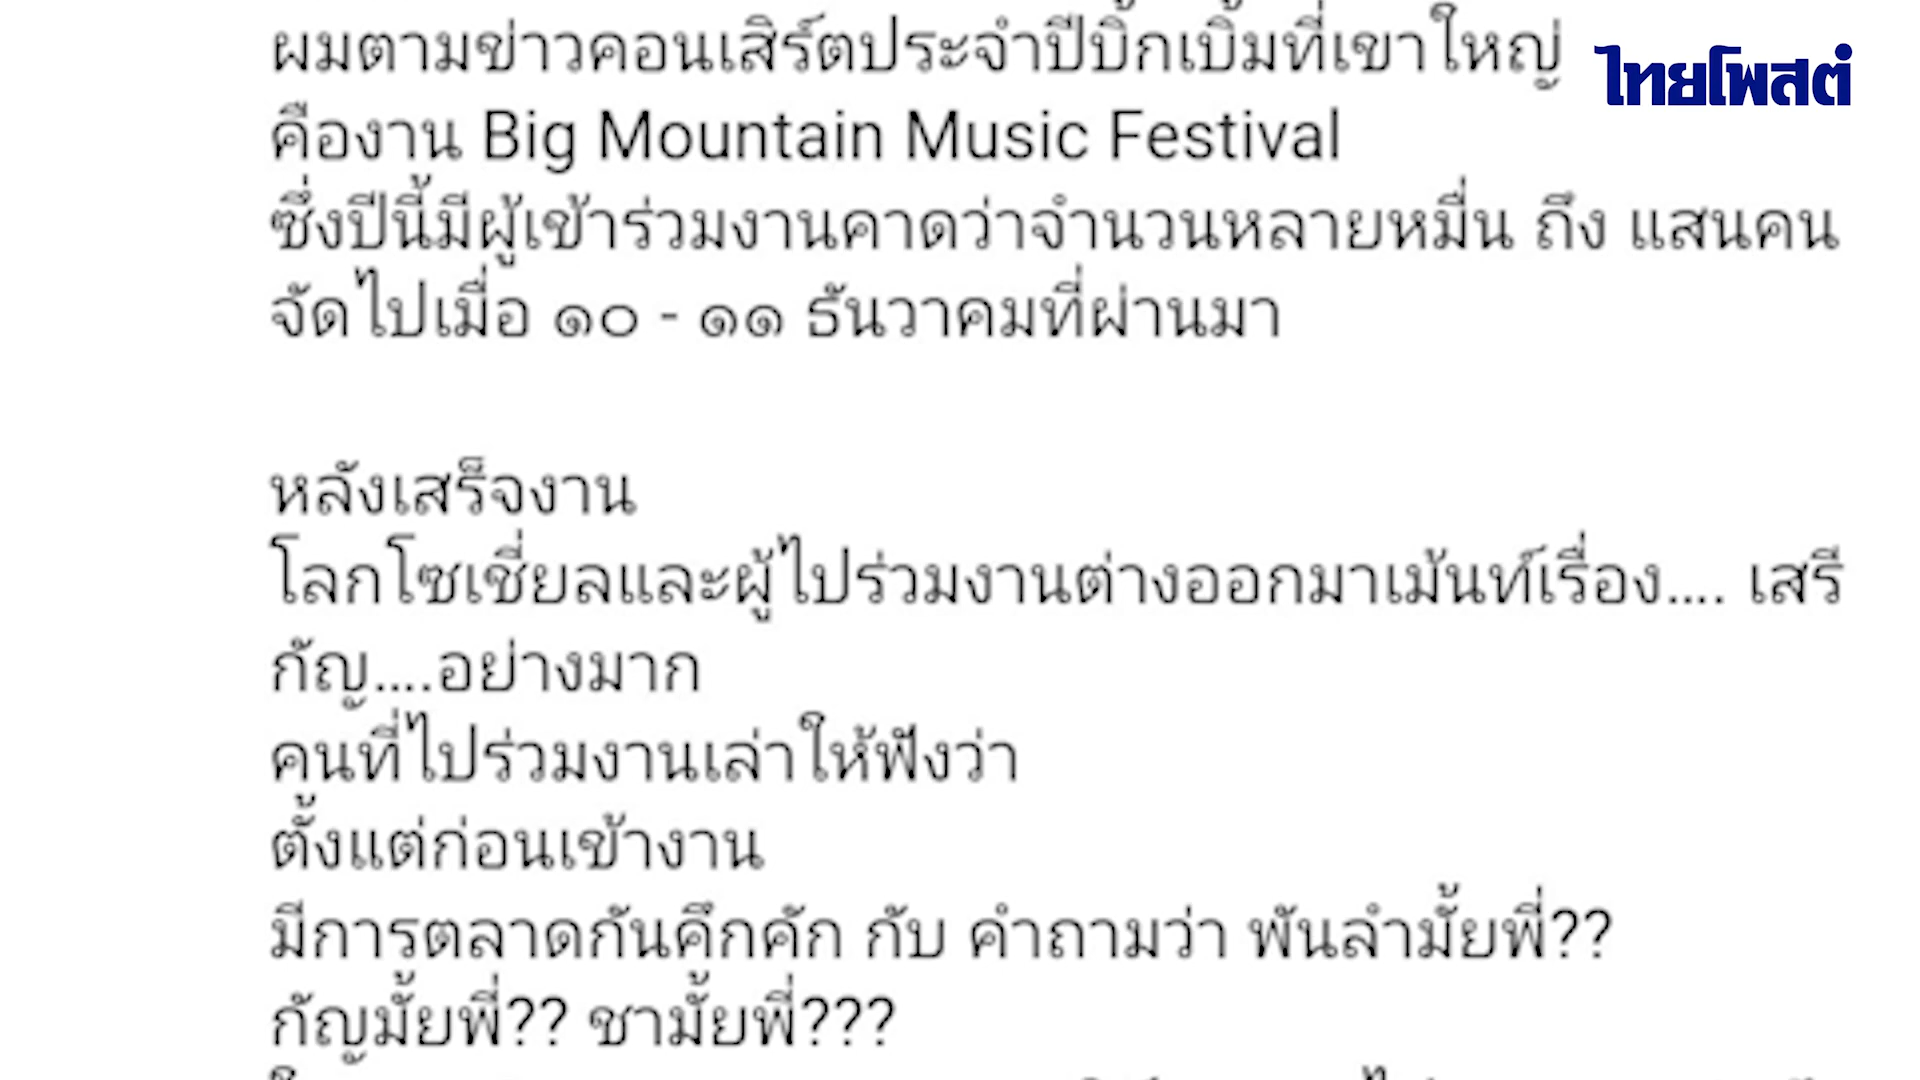 ผมตามข่าวคอนเสิร์ตประจำปีบิ้กเบิ้มที่เขาใหญ่
ไทยโพสต์
คืองาน Big Mountain Music Festival
ซึ่งปีนี้มีผู้เข้าร่วมงานคาดว่าจำนวนหลายหมื่น ถึง แสนคน
จัดไปเมื่อ ๑๐ - ๑๑ ธันวาคมที่ผ่านมา
หลังเสร็จงาน
โลกโซเชี่ยลและผู้ไปร่วมงานต่างออกมาเม้นท์เรื่อง.... เสรี
กัญ....อย่างมาก
คนที่ไปร่วมงานเล่าให้ฟังว่า
ตั้งแต่ก่อนเข้างาน
มีการตลาดกันคึกคัก กับ คำถามว่า พันลำมั้ยพี่??
กัญมั้ยพี่?? ชามั้ยพี่???